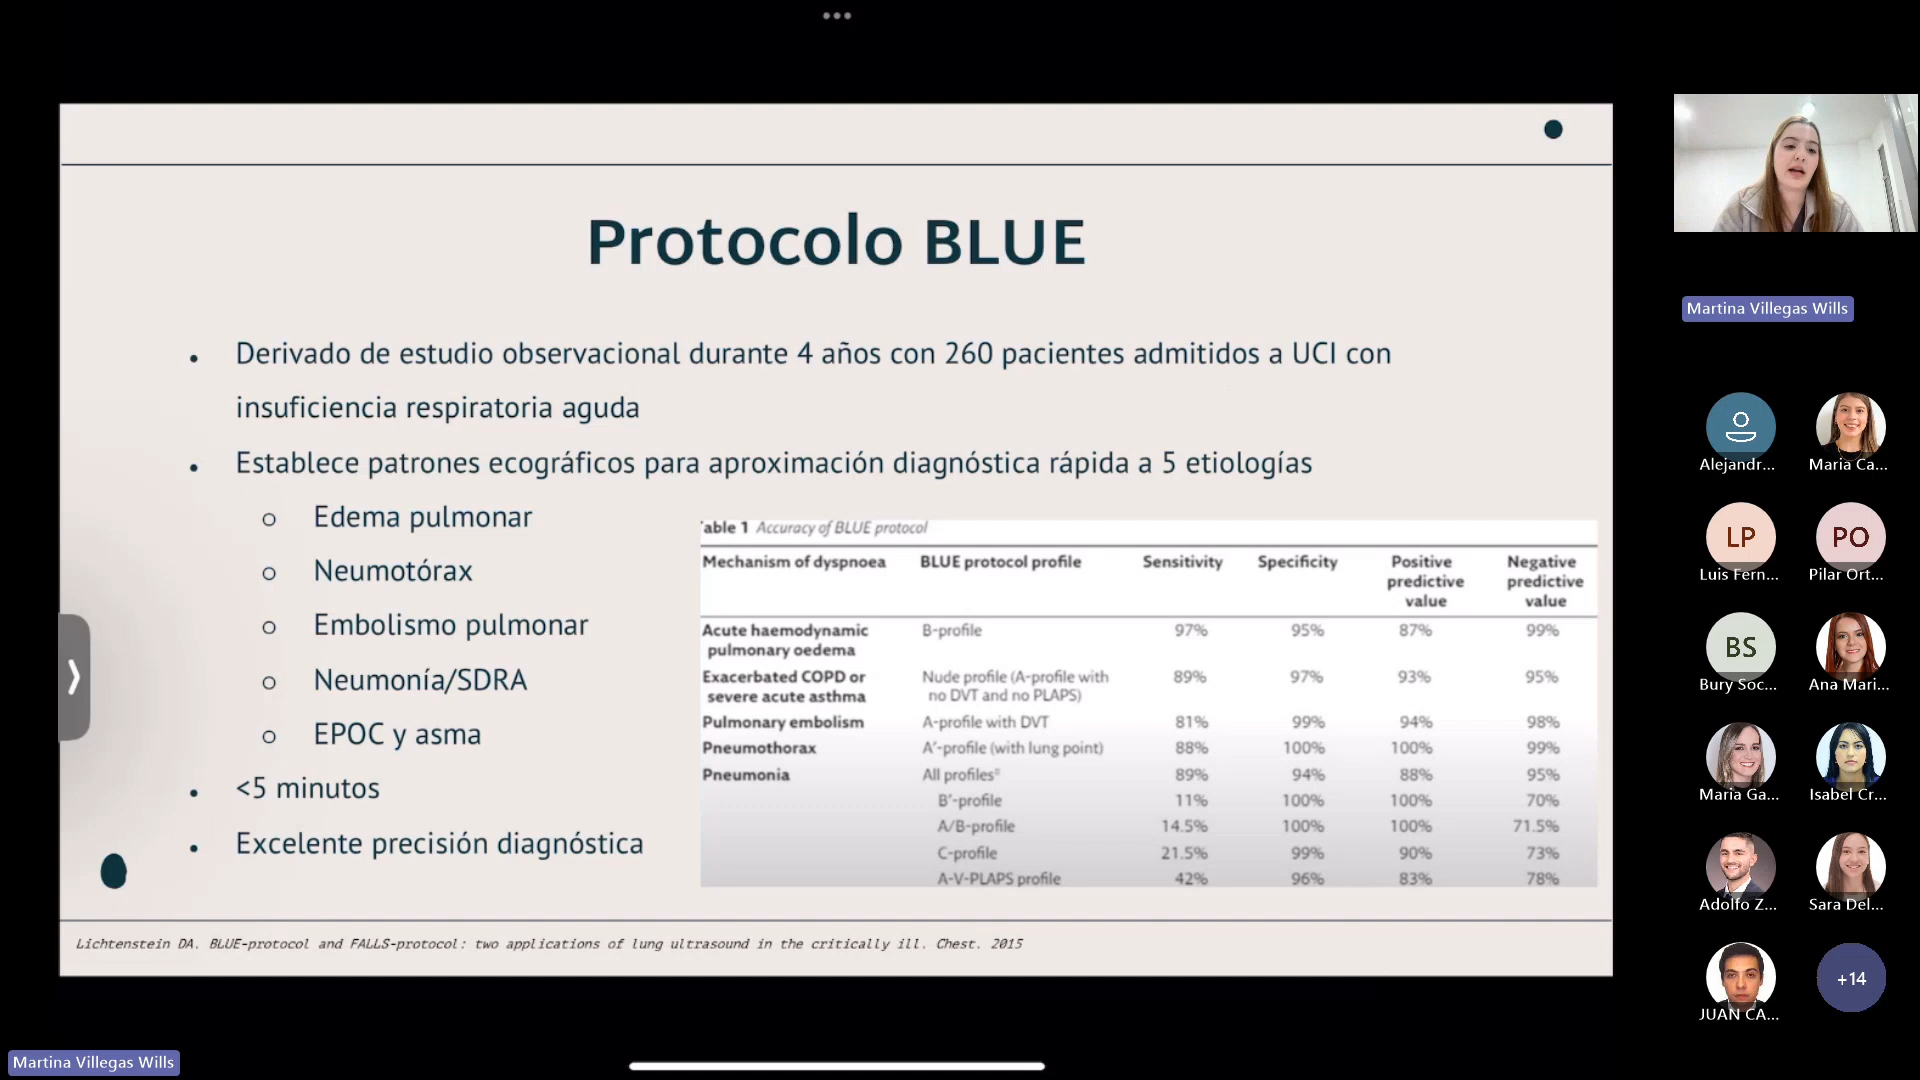 Protocolo BLUE
Derivado de estudio observacional durante 4 años con 260 pacientes admitidos a UCI con
insuficiencia respiratoria aguda
Establece patrones ecográficos para aproximación diagnóstica rápida a 5 etiologías
Edema pulmonar
Neumotórax
Embolismo pulmonar
Neumonía/SDRA
EPOC y asma
<5 minutos
Excelente precisión diagnóstica
able 1 Accuracy of BLUE protocol
Mechanism of dyspnoea BLUE protocol profile Sensitivity Specificity Positive predictive value Negative predictive value
Acute haemodynamic pulmonary oedema B-profile 97% 95% 87% 99%
Exacerbated COPD or severe acute asthma Nude profile (A-profile with no DVT and no PLAPS) 89% 97% 93% 95%
Pulmonary embolism A-profile with DVT 81% 99% 94% 98%
Pneumothorax A'-profile (with lung point) 88% 100% 100% 99%
Pneumonia All profiles 89% 94% 88% 95%
B'-profile 11% 100% 100% 70%
A/B-profile 14.5% 100% 100% 71.5%
C-profile 21.5% 99% 90% 73%
A-V-PLAPS profile 42% 96% 83% 78%
Lichtenstein DA. BLUE-protocol and FALLS-protocol: two applications of lung ultrasound in the critically ill. Chest. 2015
Martina Villegas Wills
Alejandr... Maria Ca...
LP PO
Luis Fern... Pilar Ort...
BS
Bury Soc... Ana Mari...
Maria Ga... Isabel Cr...
Adolfo Z... Sara Del...
+14
JUAN CA...
Martina Villegas Wills